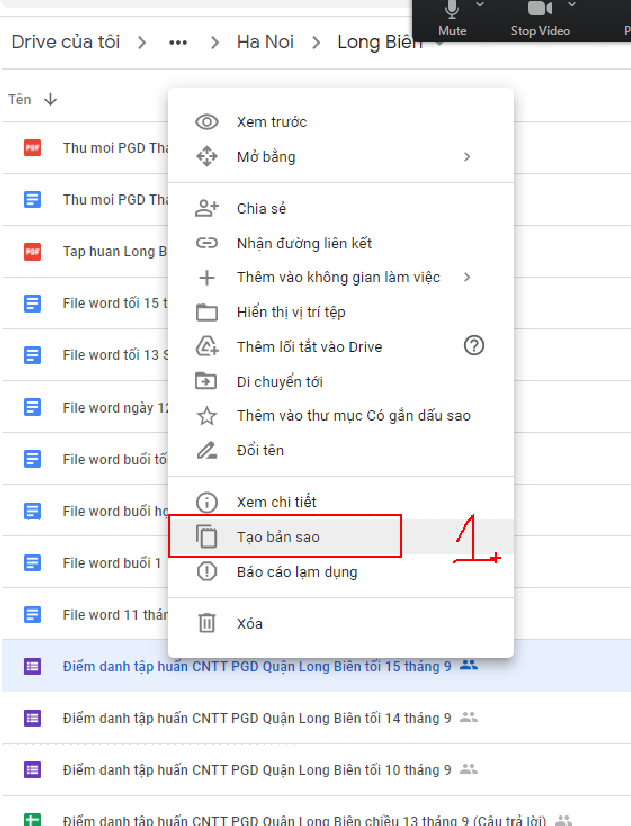 Mute
Stop Video
P
Drive của tôi
•••
Ha Noi
Long Biên
Tên
PDF
Thu moi PGD Tha
Thu moi PGD Tha
PDF
Tap huan Long B
File word tối 15 t
File word tối 13 S
File word ngày 12
File word buổi tố
File word buổi họ
File word buổi 1
File word 11 thán
Xem trước
Mở bằng
Chia sẻ
Nhận đường liên kết
Thêm vào không gian làm việc
Hiển thị vị trí tệp
Thêm lối tắt vào Drive
Di chuyển tới
Thêm vào thư mục Có gắn dấu sao
Đổi tên
Xem chi tiết
Tạo bản sao
1
Báo cáo lạm dụng
Xóa
Điểm danh tập huấn CNTT PGD Quận Long Biên tối 15 tháng 9
Điểm danh tập huấn CNTT PGD Quận Long Biên tối 14 tháng 9
Điểm danh tập huấn CNTT PGD Quận Long Biên tối 10 tháng 9
Điểm danh tập huấn CNTT PGD Quận Long Biên chiều 13 tháng 9 (Câu trả lời)